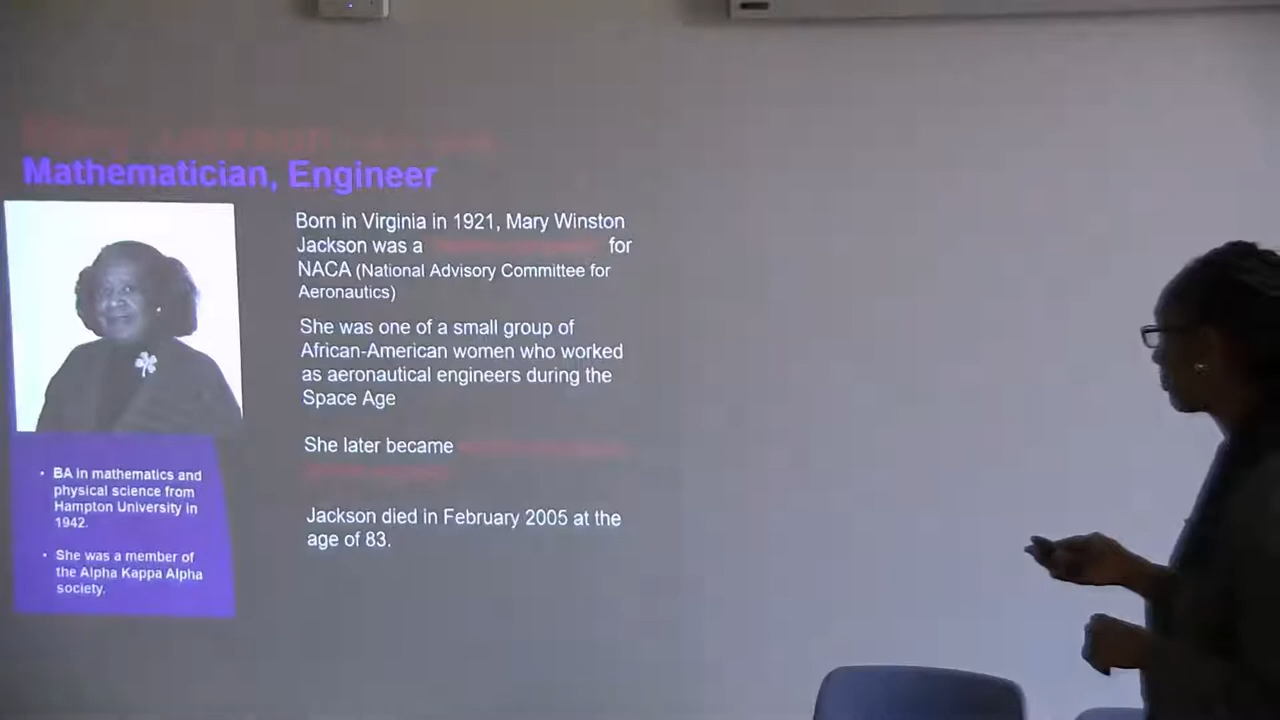 Mathematician, Engineer
Born in Virginia in 1921, Mary Winston
Jackson was a for
NACA (National Advisory Committee for
Aeronautics)
She was one of a small group of
African-American women who worked
as aeronautical engineers during the
Space Age
She later became
Jackson died in February 2005 at the
age of 83.
• BA in mathematics and
physical science from
Hampton University in
1942.
• She was a member of
the Alpha Kappa Alpha
society.